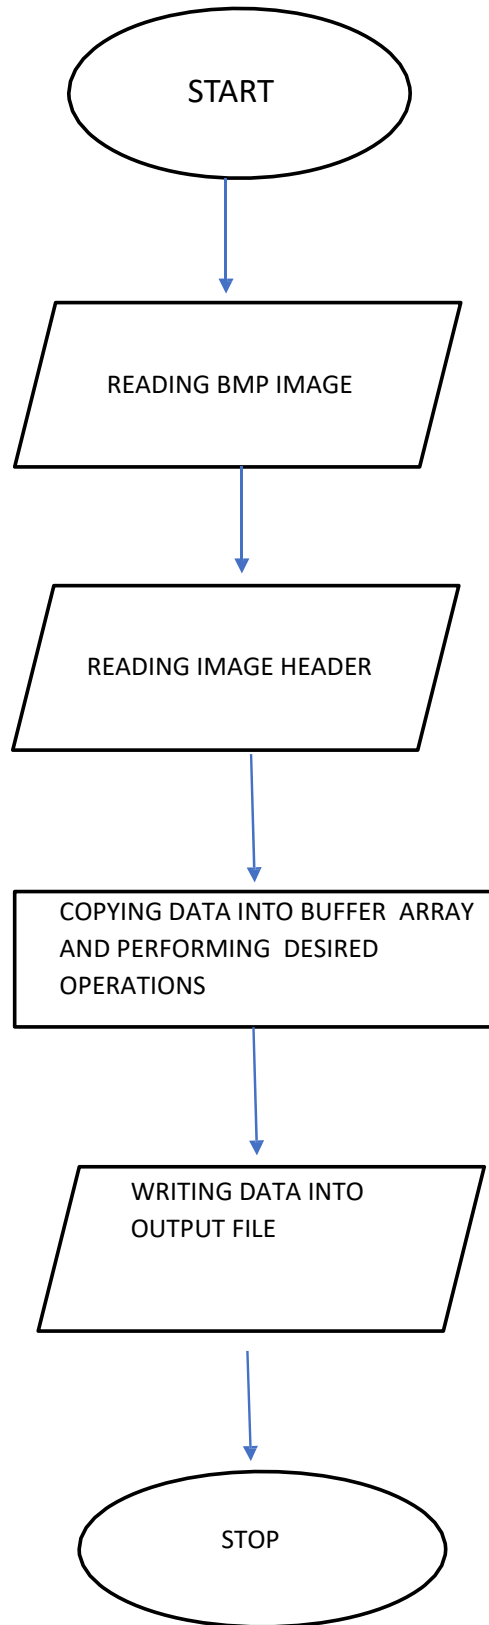 START
READING BMP IMAGE
READING IMAGE HEADER
COPYING DATA INTO BUFFER ARRAY
AND PERFORMING DESIRED
OPERATIONS
WRITING DATA INTO
OUTPUT FILE
STOP